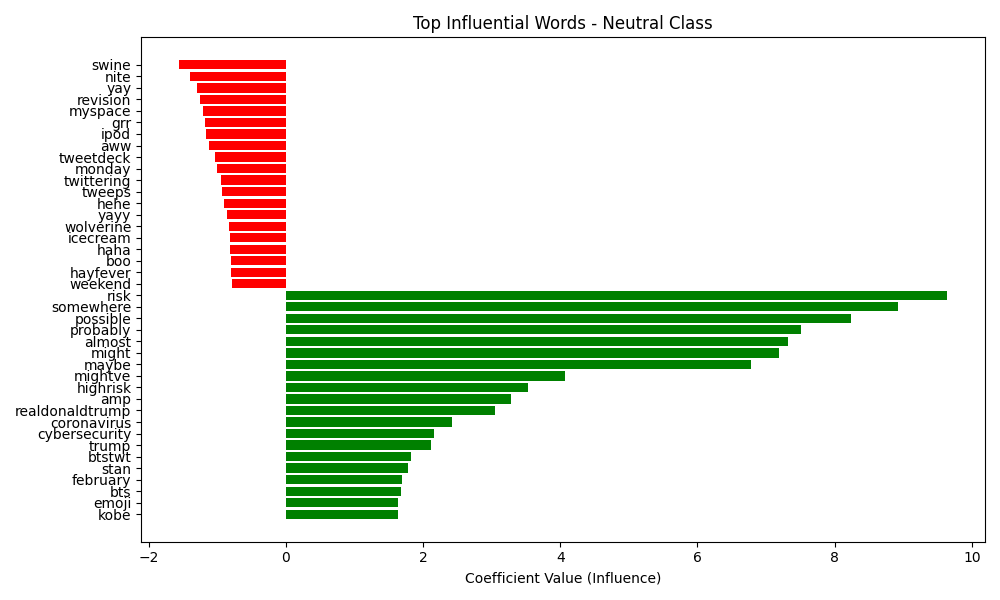 Top Influential Words - Neutral Class
swine
nite
yay
revision
myspace
grr
ipod
aww
tweetdeck
monday
twittering
tweeps
hehe
yayy
wolverine
icecream
haha
boo
hayfever
weekend
risk
somewhere
possible
probably
almost
might
maybe
mightve
highrisk
amp
realdonaldtrump
coronavirus
cybersecurity
trump
btstwt
stan
february
bts
emoji
kobe
−2 0 2 4 6 8 10
Coefficient Value (Influence)